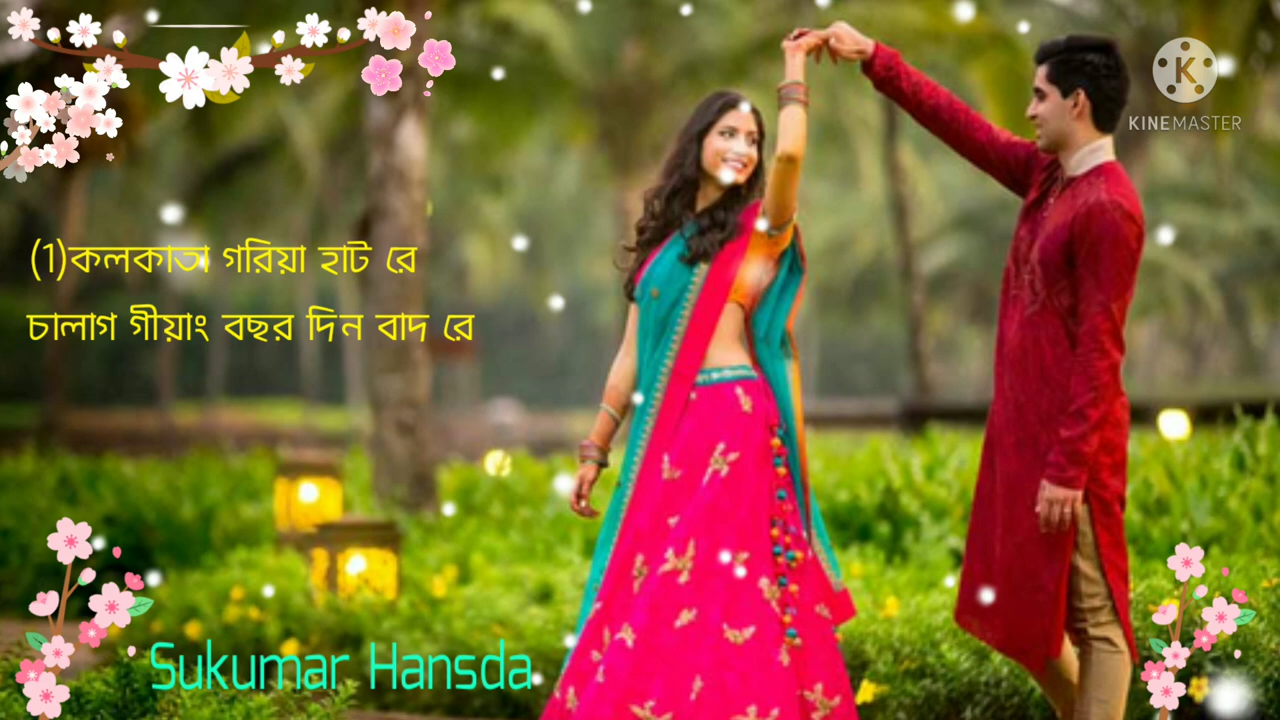 KINEMASTER
(1)কলকাতা গরিয়া হাট রে
চালাগ গীয়াং বছর দিন বাদ রে
Sukumar Hansda